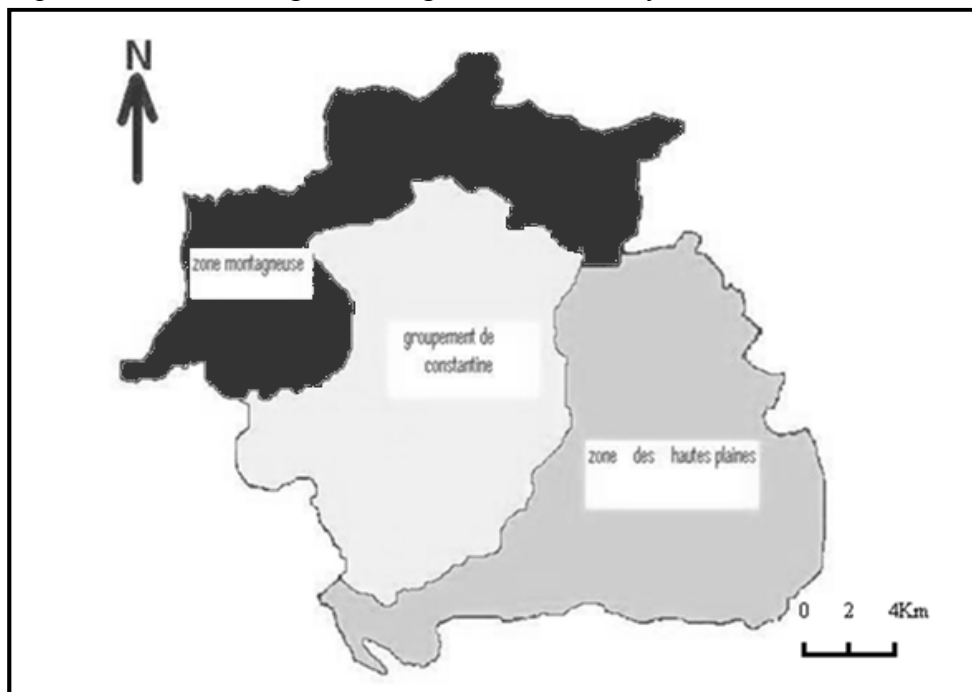 N
zone montagneuse
groupement de
constantine
zone des hautes plaines
0 2 4Km